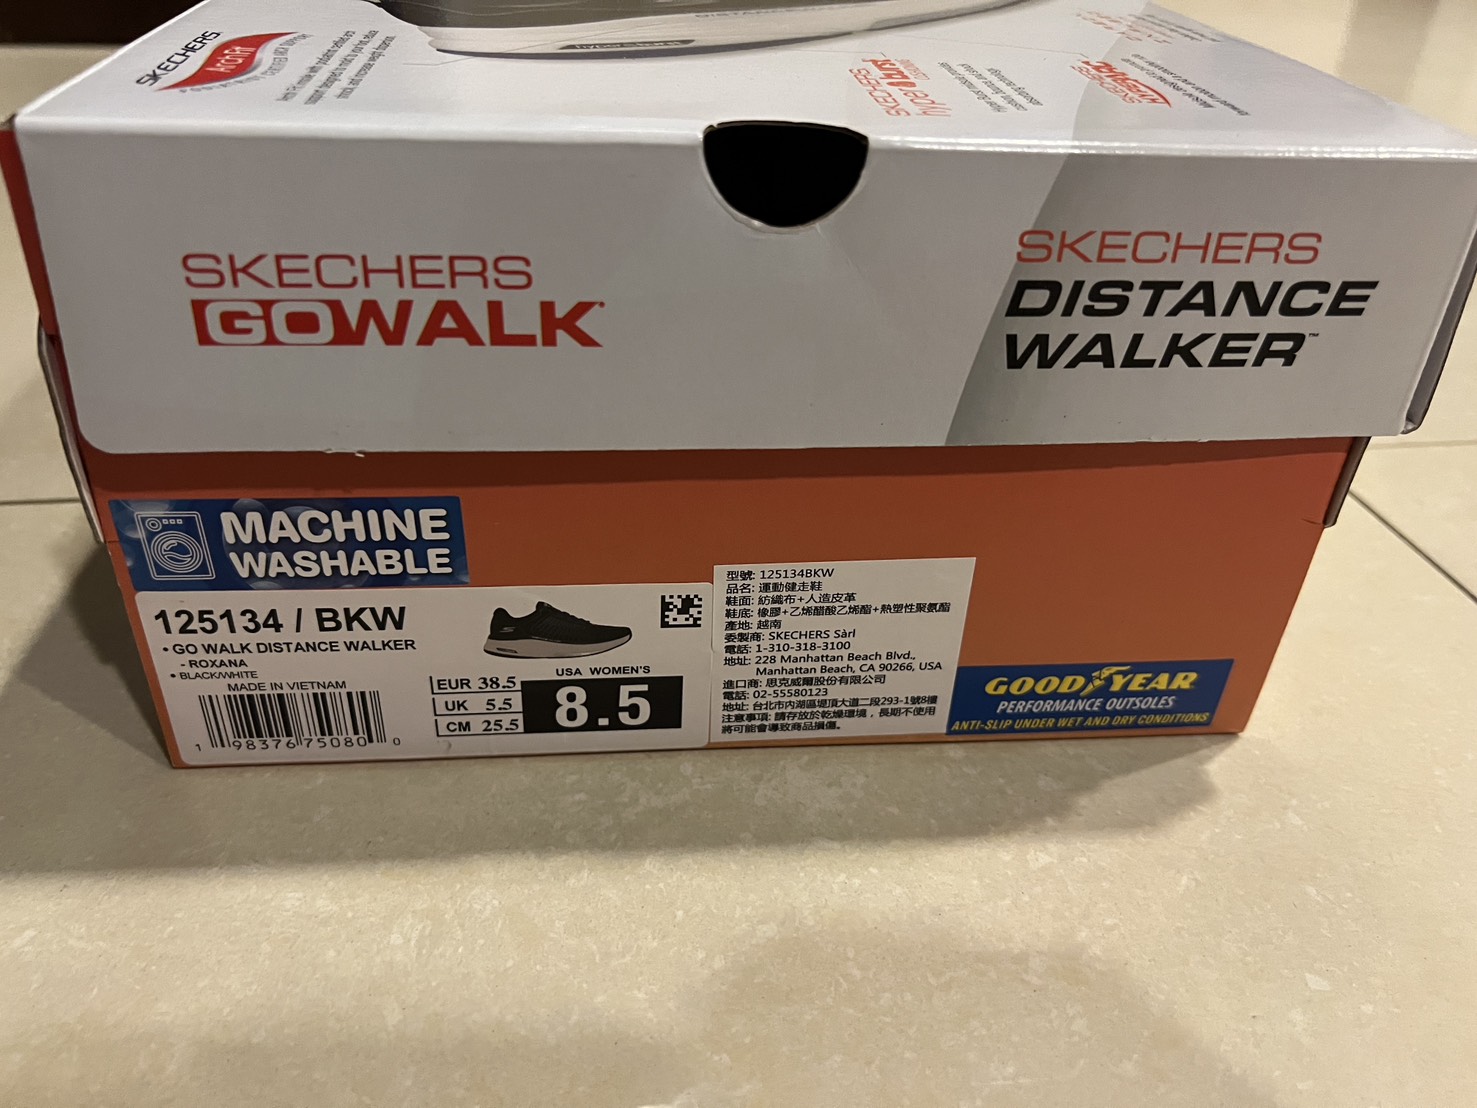 SKECHERS
Arch Fit
SKECHERS
GOWALK
SKECHERS
DISTANCE
WALKER™
MACHINE
WASHABLE
125134 / BKW
• GO WALK DISTANCE WALKER
- ROXANA
• BLACK/WHITE
MADE IN VIETNAM
1 98376 75080 0
USA WOMEN'S
EUR 38.5
UK 5.5
CM 25.5
8.5
型號: 125134BKW
品名: 運動健走鞋
鞋面: 紡織布+人造皮革
鞋底: 橡膠+乙烯醋酸乙烯酯+熱塑性聚氨酯
產地: 越南
委製商: SKECHERS Sàrl
電話: 1-310-318-3100
地址: 228 Manhattan Beach Blvd.,
Manhattan Beach, CA 90266, USA
進口商: 思克威爾股份有限公司
電話: 02-55580123
地址: 台北市內湖區堤頂大道二段293-1號8樓
注意事項: 請存放於乾燥環境，長期不使用
將可能會導致商品損傷。
GOODYEAR
PERFORMANCE OUTSOLES
ANTI-SLIP UNDER WET AND DRY CONDITIONS